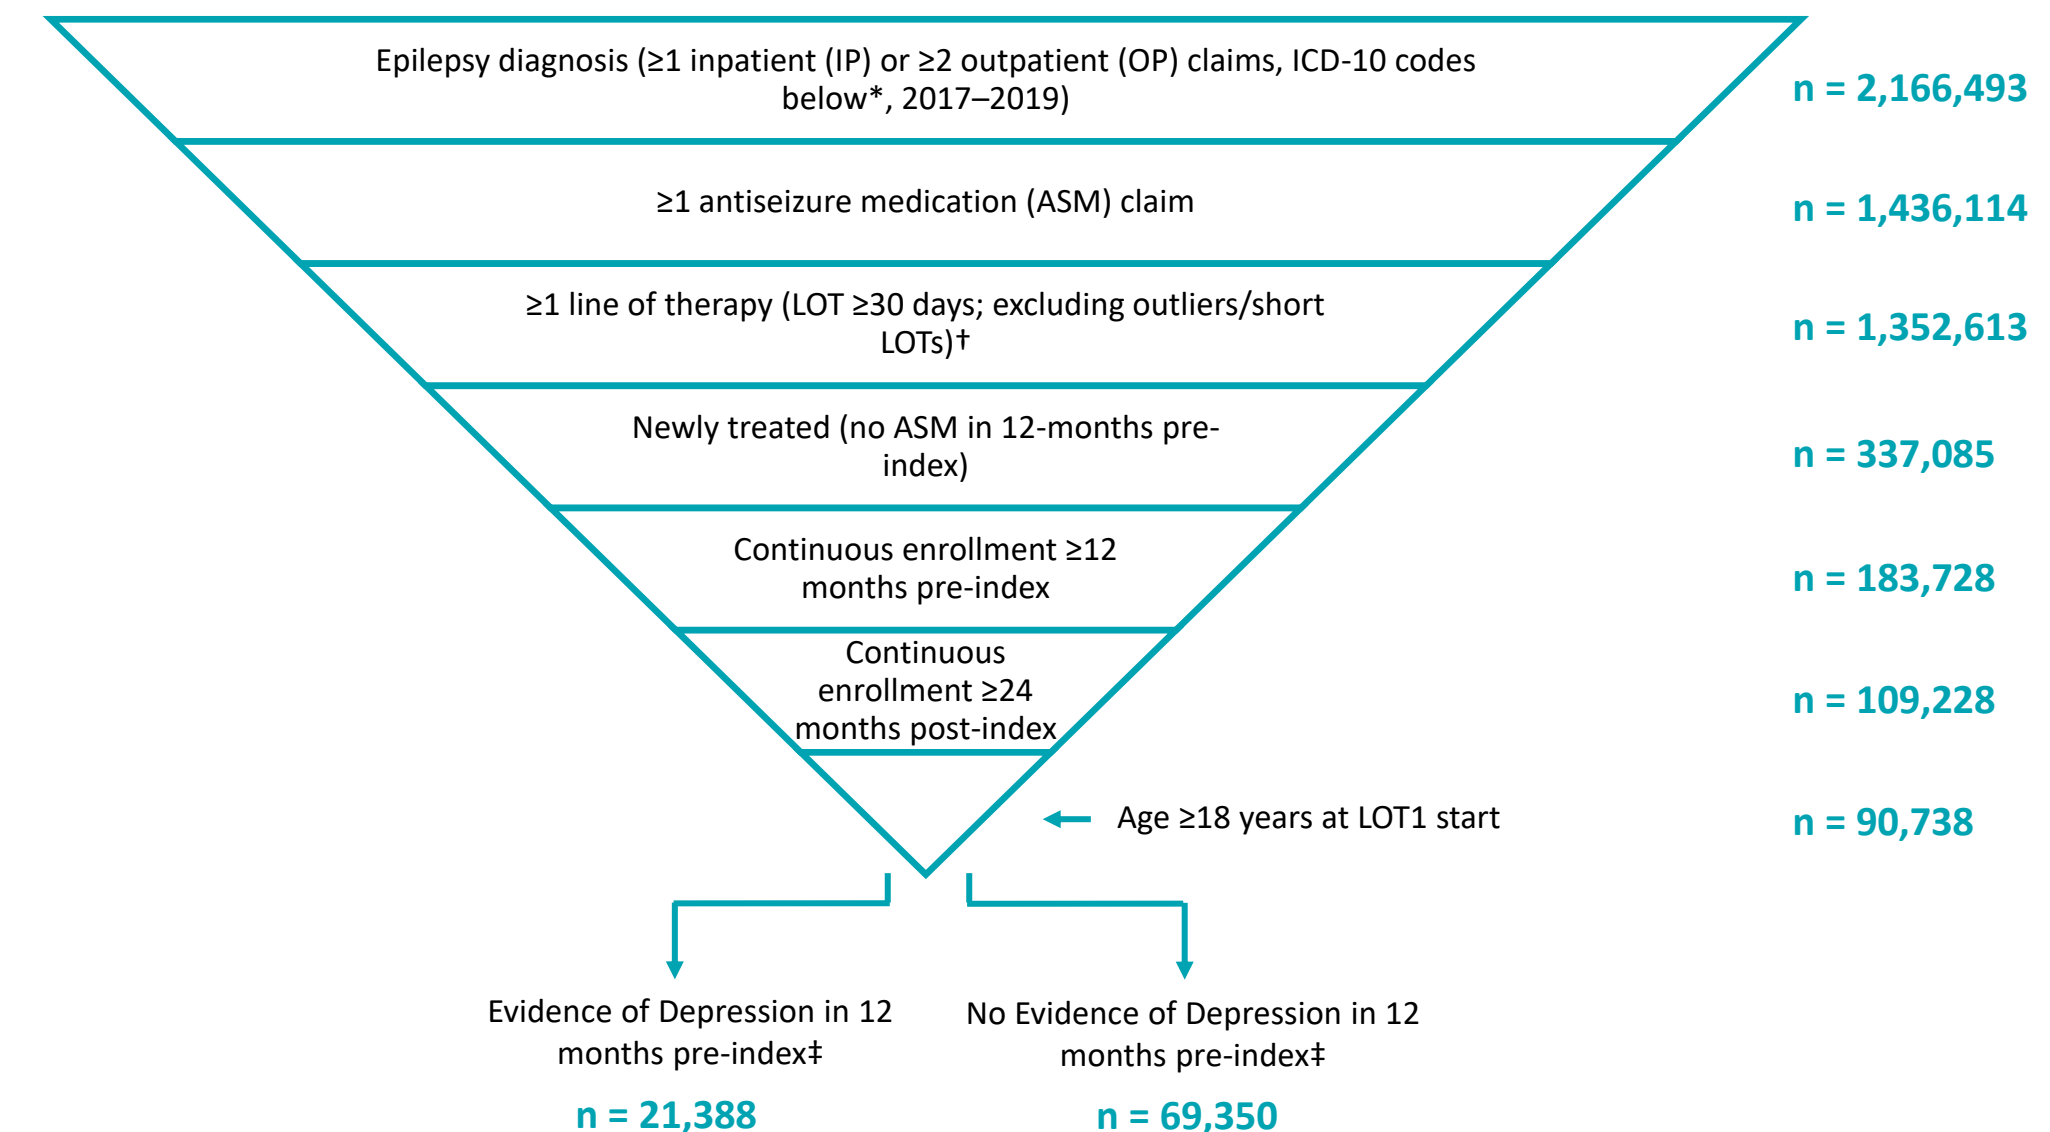 Epilepsy diagnosis (≥1 inpatient (IP) or ≥2 outpatient (OP) claims, ICD-10 codes
below*, 2017–2019)
n = 2,166,493
≥1 antiseizure medication (ASM) claim
n = 1,436,114
≥1 line of therapy (LOT ≥30 days; excluding outliers/short
LOTs)†
n = 1,352,613
Newly treated (no ASM in 12-months pre-
index)
n = 337,085
Continuous enrollment ≥12
months pre-index
n = 183,728
Continuous
enrollment ≥24
months post-index
n = 109,228
Age ≥18 years at LOT1 start
n = 90,738
Evidence of Depression in 12
months pre-index‡
n = 21,388
No Evidence of Depression in 12
months pre-index‡
n = 69,350